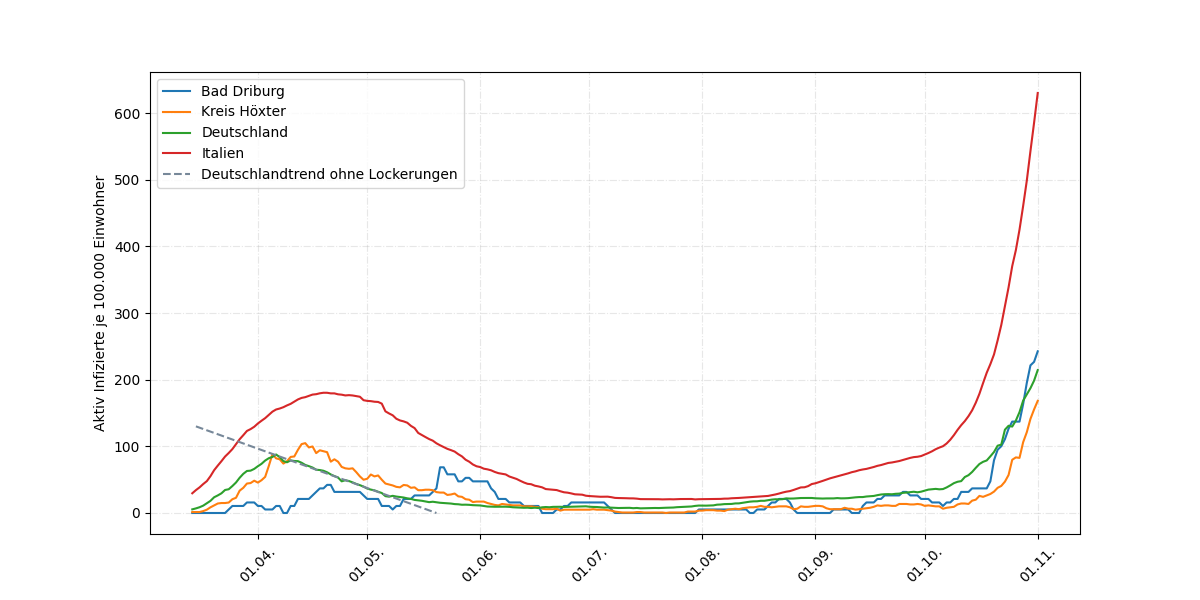 Bad Driburg
Kreis Höxter
Deutschland
Italien
Deutschlandtrend ohne Lockerungen
Aktiv Infizierte je 100.000 Einwohner
600
500
400
300
200
100
0
01.04.
01.05.
01.06.
01.07.
01.08.
01.09.
01.10.
01.11.